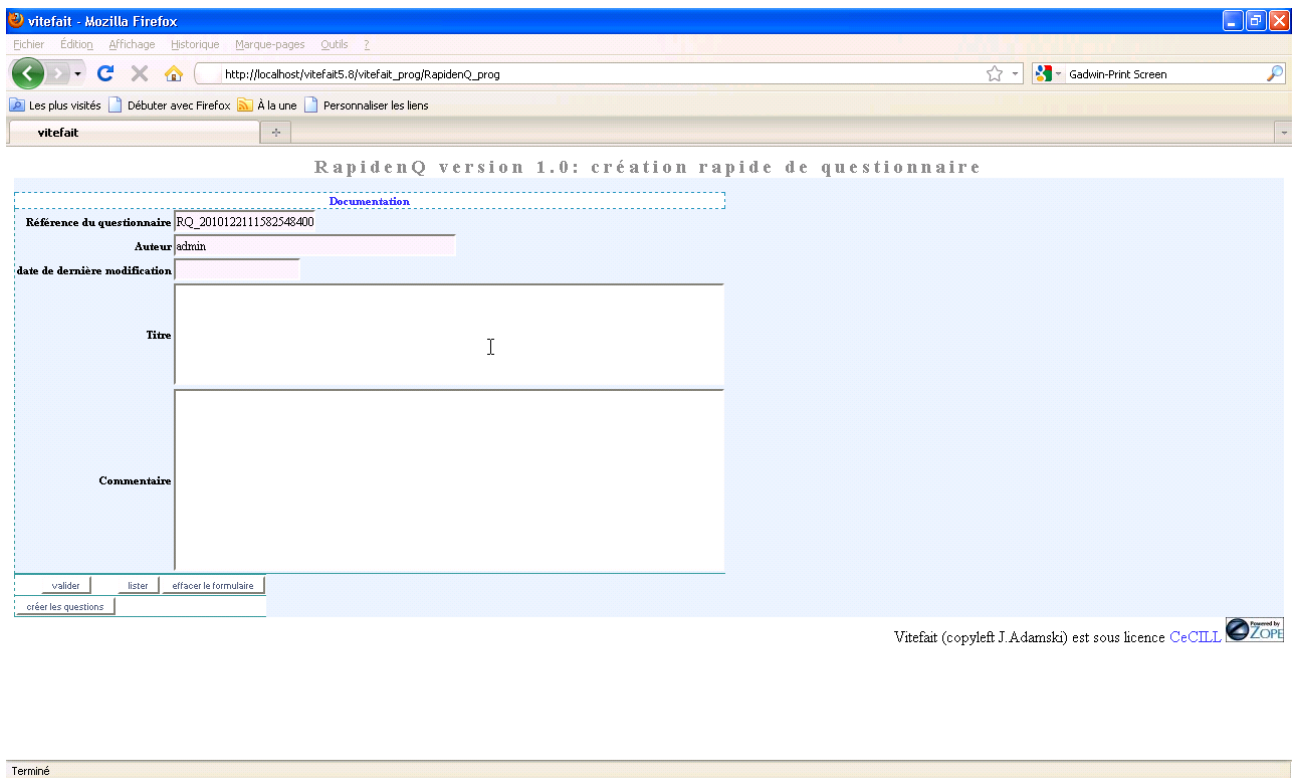 vitefait - Mozilla Firefox
Fichier Édition Affichage Historique Marque-pages Outils ?
http://localhost/vitefait5.8/vitefait_prog/RapidenQ_prog Gadwin-Print Screen
Les plus visités Débuter avec Firefox À la une Personnaliser les liens
vitefait
RapidenQ version 1.0: création rapide de questionnaire
Documentation
Référence du questionnaire RQ_2010122111582548400
Auteur admin
date de dernière modification
Titre
Commentaire
valider lister effacer le formulaire
créer les questions
Vitefait (copyleft J.Adamski) est sous licence CeCILL Powered by ZOPE
Terminé